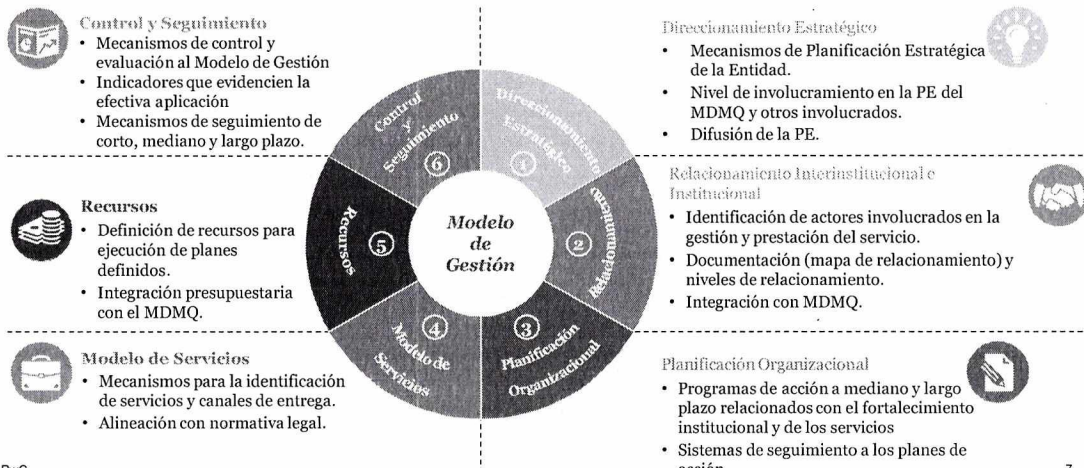 Control y Seguimiento
• Mecanismos de control y
evaluación al Modelo de Gestión
• Indicadores que evidencien la
efectiva aplicación
• Mecanismos de seguimiento de
corto, mediano y largo plazo.
Recursos
• Definición de recursos para
ejecución de planes
definidos.
• Integración presupuestaria
con el MDMQ.
Modelo de Servicios
• Mecanismos para la identificación
de servicios y canales de entrega.
• Alineación con normativa legal.
Control
y
Seguimiento
6
Direccionamiento
Estratégico
1
Recursos
5
Modelo
de
Gestión
2
Relacionamiento
4
Modelo de
Servicios
3
Planificación
Organizacional
Direccionamiento Estratégico
• Mecanismos de Planificación Estratégica
de la Entidad.
• Nivel de involucramiento en la PE del
MDMQ y otros involucrados.
• Difusión de la PE.
Relacionamiento Interinstitucional e
Institucional
• Identificación de actores involucrados en la
gestión y prestación del servicio.
• Documentación (mapa de relacionamiento) y
niveles de relacionamiento.
• Integración con MDMQ.
Planificación Organizacional
• Programas de acción a mediano y largo
plazo relacionados con el fortalecimiento
institucional y de los servicios
• Sistemas de seguimiento a los planes de